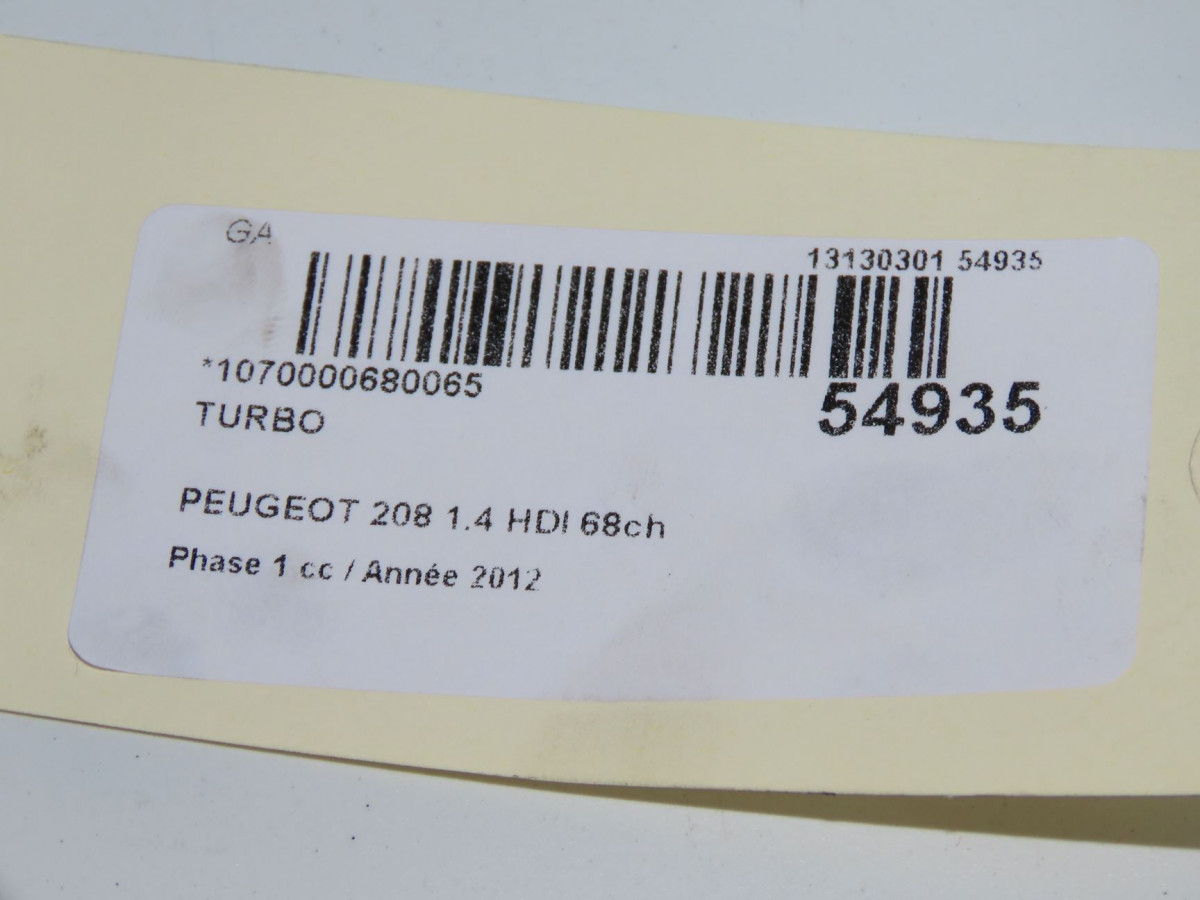 GA
13130301 54935
*1070000680065
54935
TURBO
PEUGEOT 208 1.4 HDI 68ch
Phase 1 cc / Année 2012